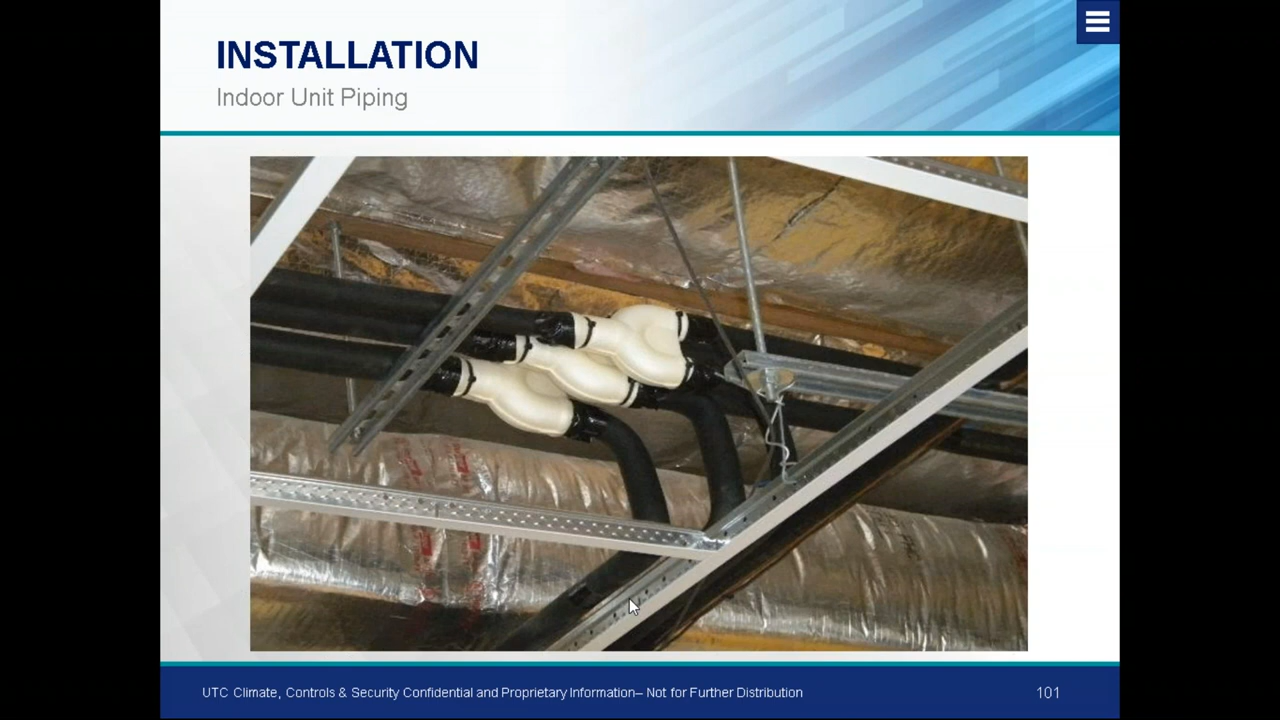 INSTALLATION
Indoor Unit Piping
UTC Climate, Controls & Security Confidential and Proprietary Information– Not for Further Distribution
101